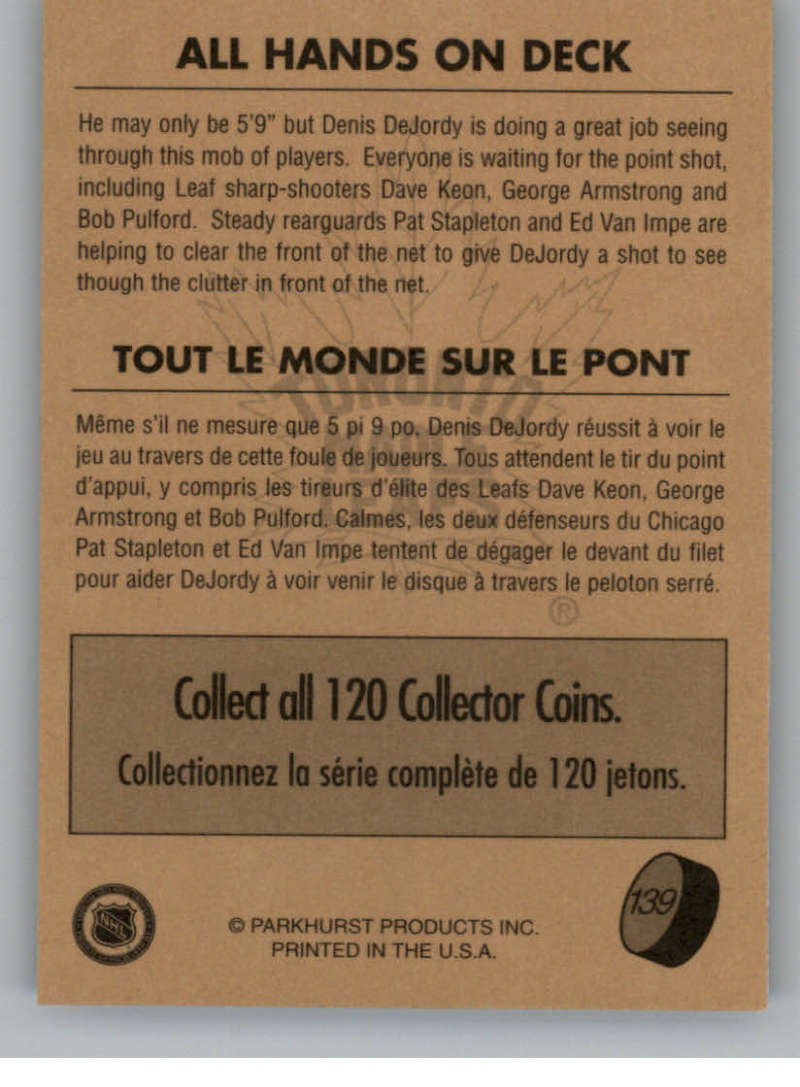 ALL HANDS ON DECK
He may only be 5'9" but Denis DeJordy is doing a great job seeing
through this mob of players. Everyone is waiting for the point shot,
including Leaf sharp-shooters Dave Keon, George Armstrong and
Bob Pulford. Steady rearguards Pat Stapleton and Ed Van Impe are
helping to clear the front of the net to give DeJordy a shot to see
though the clutter in front of the net.
TOUT LE MONDE SUR LE PONT
TORONTO
Même s'il ne mesure que 5 pi 9 po, Denis DeJordy réussit à voir le
jeu au travers de cette foule de joueurs. Tous attendent le tir du point
d'appui, y compris les tireurs d'élite des Leafs Dave Keon, George
Armstrong et Bob Pulford. Calmes, les deux défenseurs du Chicago
Pat Stapleton et Ed Van Impe tentent de dégager le devant du filet
pour aider DeJordy à voir venir le disque à travers le peloton serré.
®
Collect all 120 Collector Coins.
Collectionnez la série complète de 120 jetons.
139
NHL
© PARKHURST PRODUCTS INC.
PRINTED IN THE U.S.A.